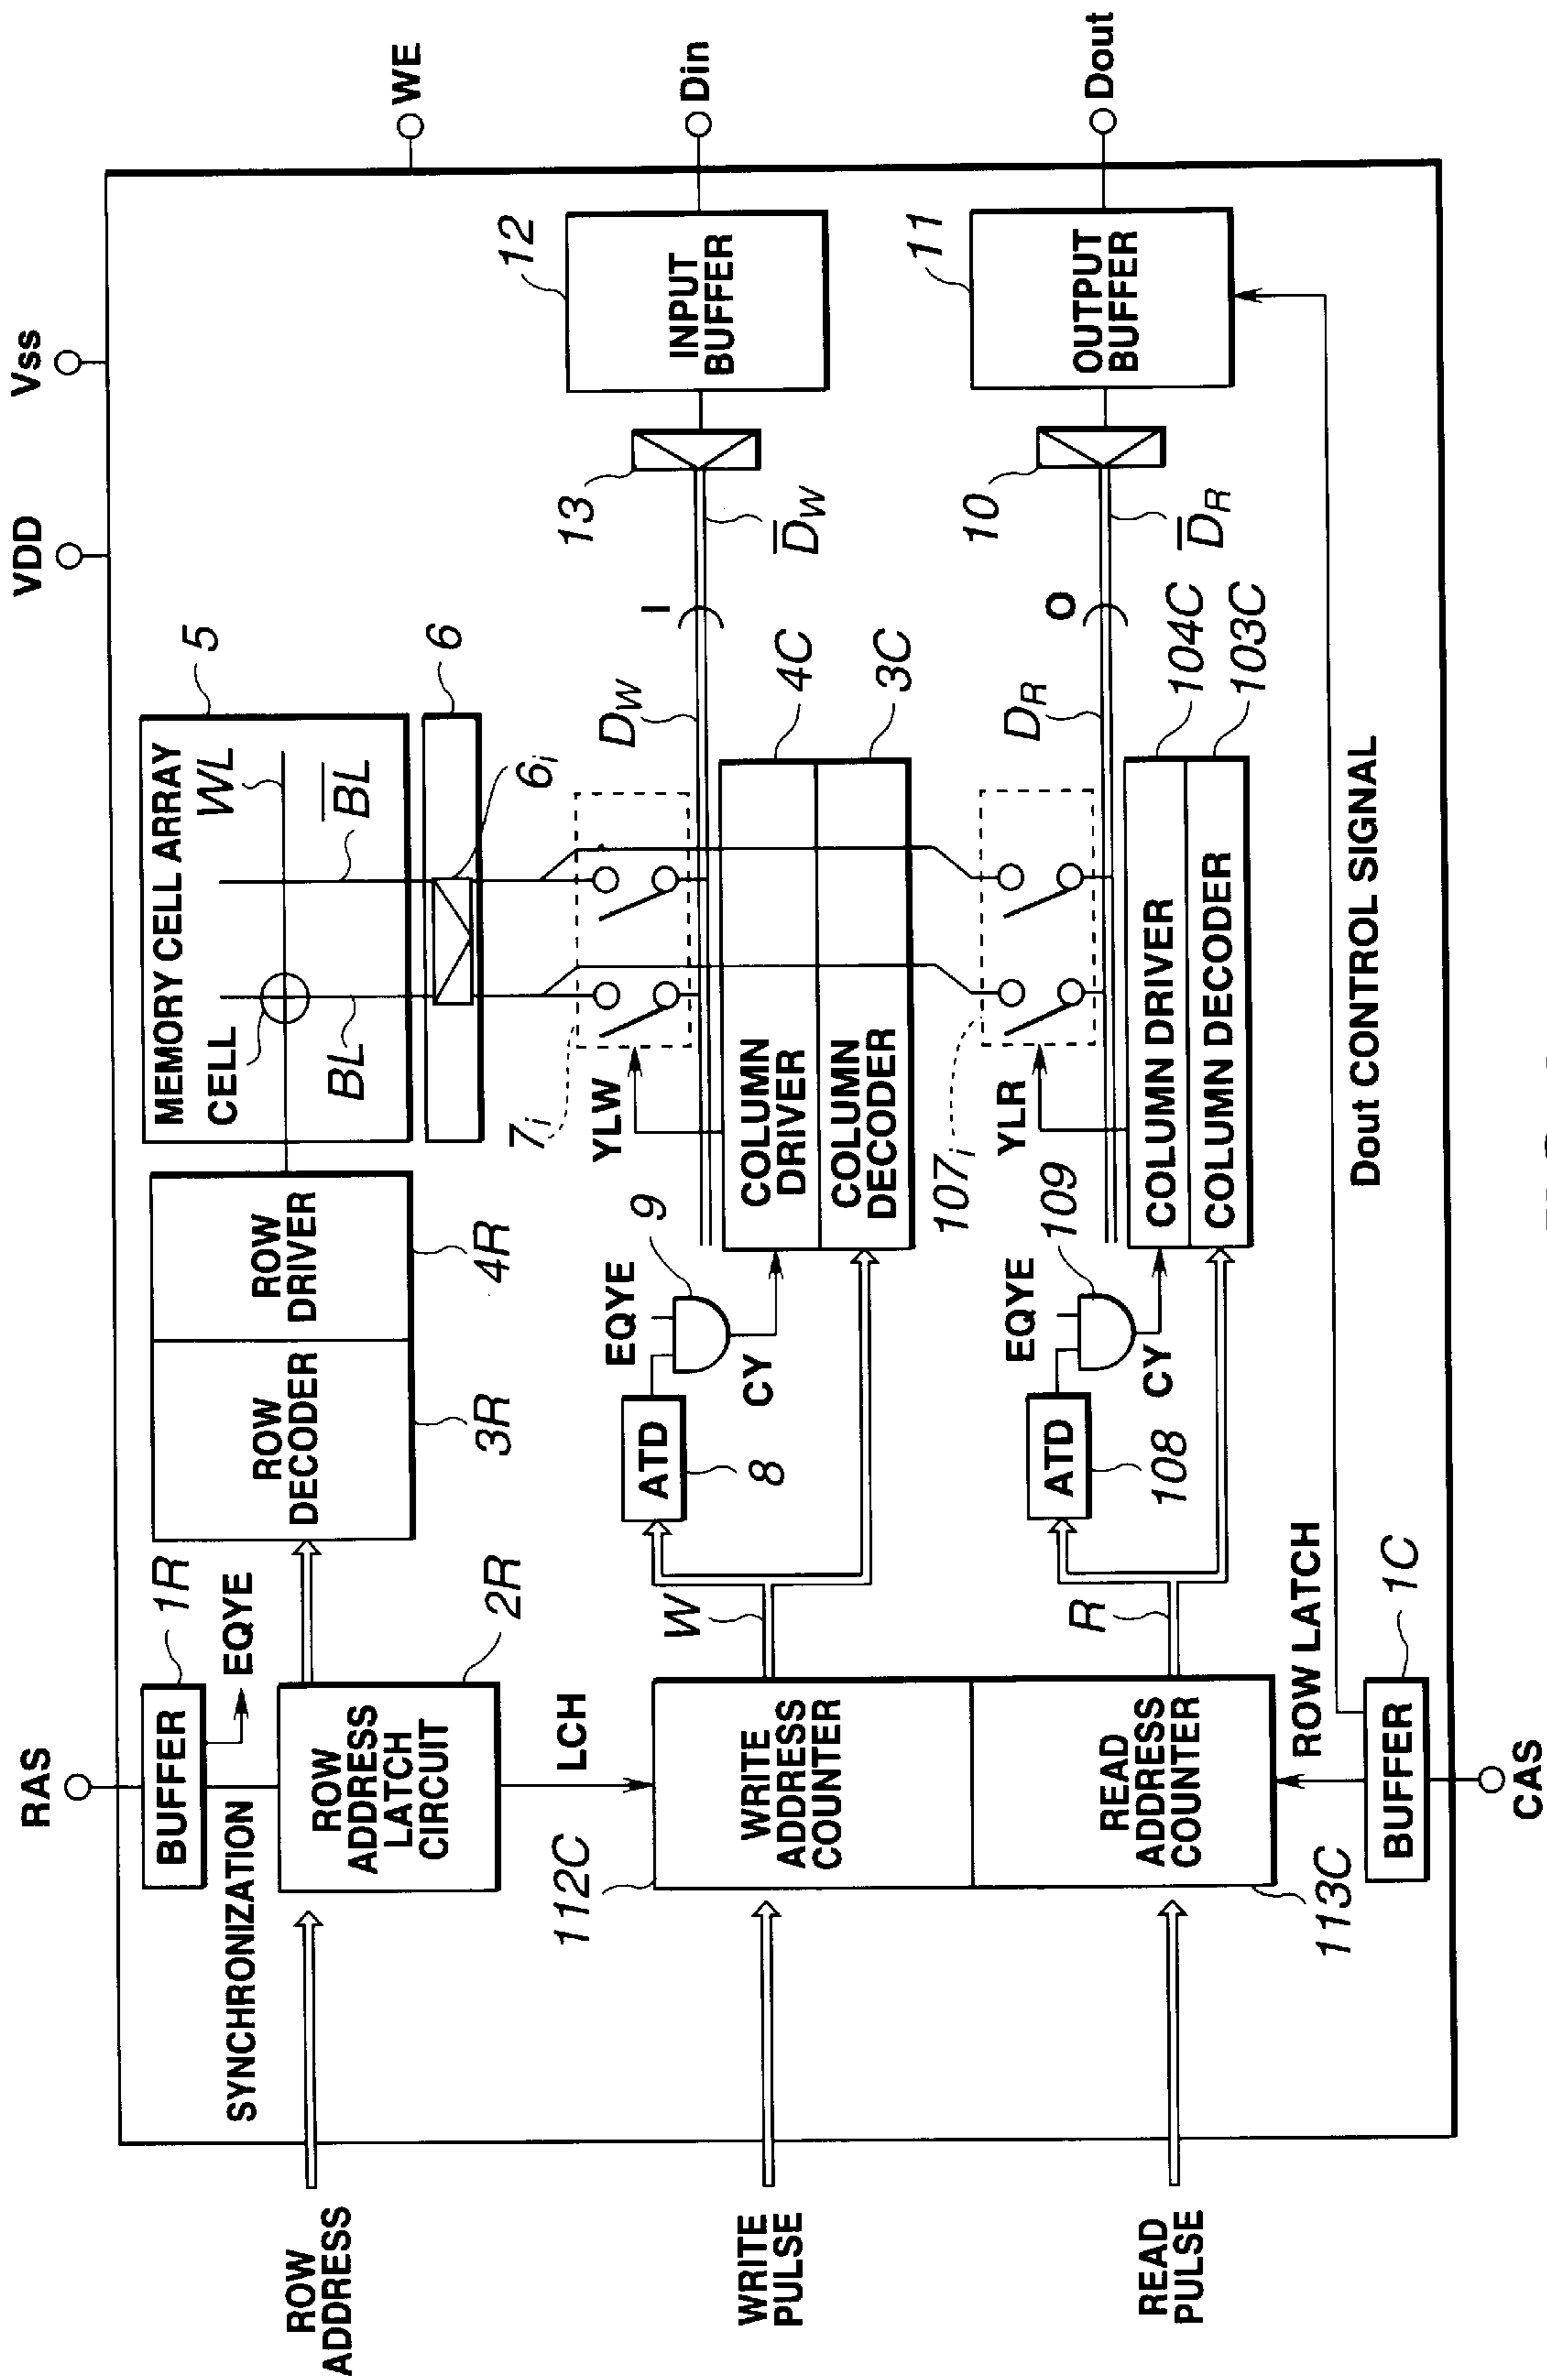 VDD
Vss
RAS
BUFFER
1R
EQYE
SYNCHRONIZATION
ROW
ADDRESS
ROW
ADDRESS
LATCH
CIRCUIT
2R
ROW
DECODER
3R
ROW
DRIVER
4R
MEMORY CELL ARRAY
5
CELL
WL
BL
B̅L̅
6
6i
WE
LCH
WRITE
PULSE
112C
WRITE
ADDRESS
COUNTER
W
ATD
8
EQYE
9
CY
7i
YLW
COLUMN
DRIVER
4C
COLUMN
DECODER
3C
DW
I
D̅W
13
INPUT
BUFFER
12
Din
READ
PULSE
READ
ADDRESS
COUNTER
113C
R
ATD
108
EQYE
109
CY
107i
YLR
COLUMN DRIVER
104C
COLUMN DECODER
103C
DR
O
D̅R
10
OUTPUT
BUFFER
11
Dout
ROW LATCH
BUFFER
1C
CAS
Dout CONTROL SIGNAL